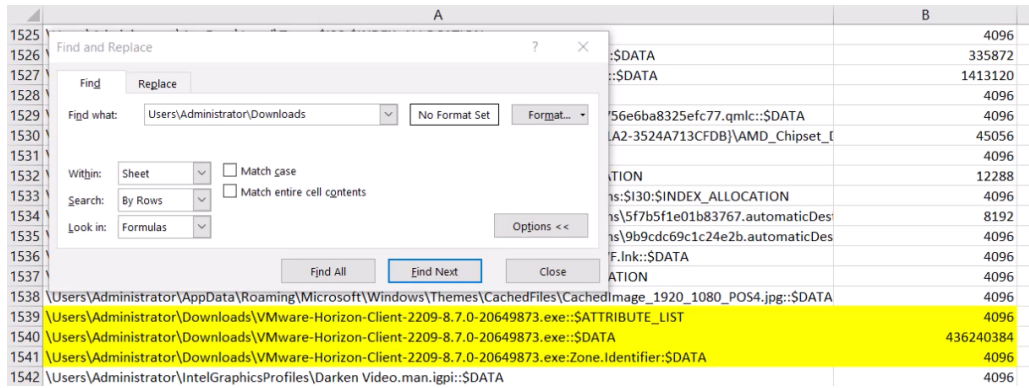 A B
1525 4096
1526 :$DATA 335872
1527 ::$DATA 1413120
1528 4096
1529 756e6ba8325efc77.qmlc::$DATA 4096
1530 1A2-3524A713CFDB}\AMD_Chipset_D 45056
1531 4096
1532 ATION 12288
1533 ns:$I30:$INDEX_ALLOCATION 4096
1534 ns\5f7b5f1e01b83767.automaticDest 8192
1535 ns\9b9cdc69c1c24e2b.automaticDes 4096
1536 F.lnk::$DATA 4096
1537 ATION 4096
Find and Replace ? ×
Find Replace
Find what: Users\Administrator\Downloads No Format Set Format...
Within: Sheet Match case
Search: By Rows Match entire cell contents
Look in: Formulas Options <<
Find All Find Next Close
1538 \Users\Administrator\AppData\Roaming\Microsoft\Windows\Themes\CachedFiles\CachedImage_1920_1080_POS4.jpg::$DATA 4096
1539 \Users\Administrator\Downloads\VMware-Horizon-Client-2209-8.7.0-20649873.exe::$ATTRIBUTE_LIST 4096
1540 \Users\Administrator\Downloads\VMware-Horizon-Client-2209-8.7.0-20649873.exe::$DATA 436240384
1541 \Users\Administrator\Downloads\VMware-Horizon-Client-2209-8.7.0-20649873.exe:Zone.Identifier:$DATA 4096
1542 \Users\Administrator\IntelGraphicsProfiles\Darken Video.man.igpi::$DATA 4096